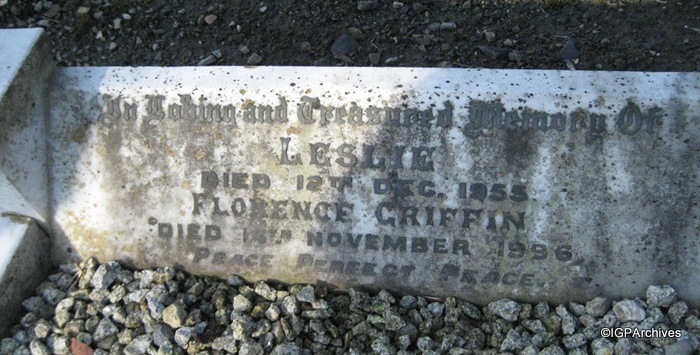 In Loving and Treasured Memory Of
LESLIE
DIED 12TH DEC. 1955
FLORENCE GRIFFIN
DIED NOVEMBER 1996
PEACE PERFECT PEACE
©IGPArchives